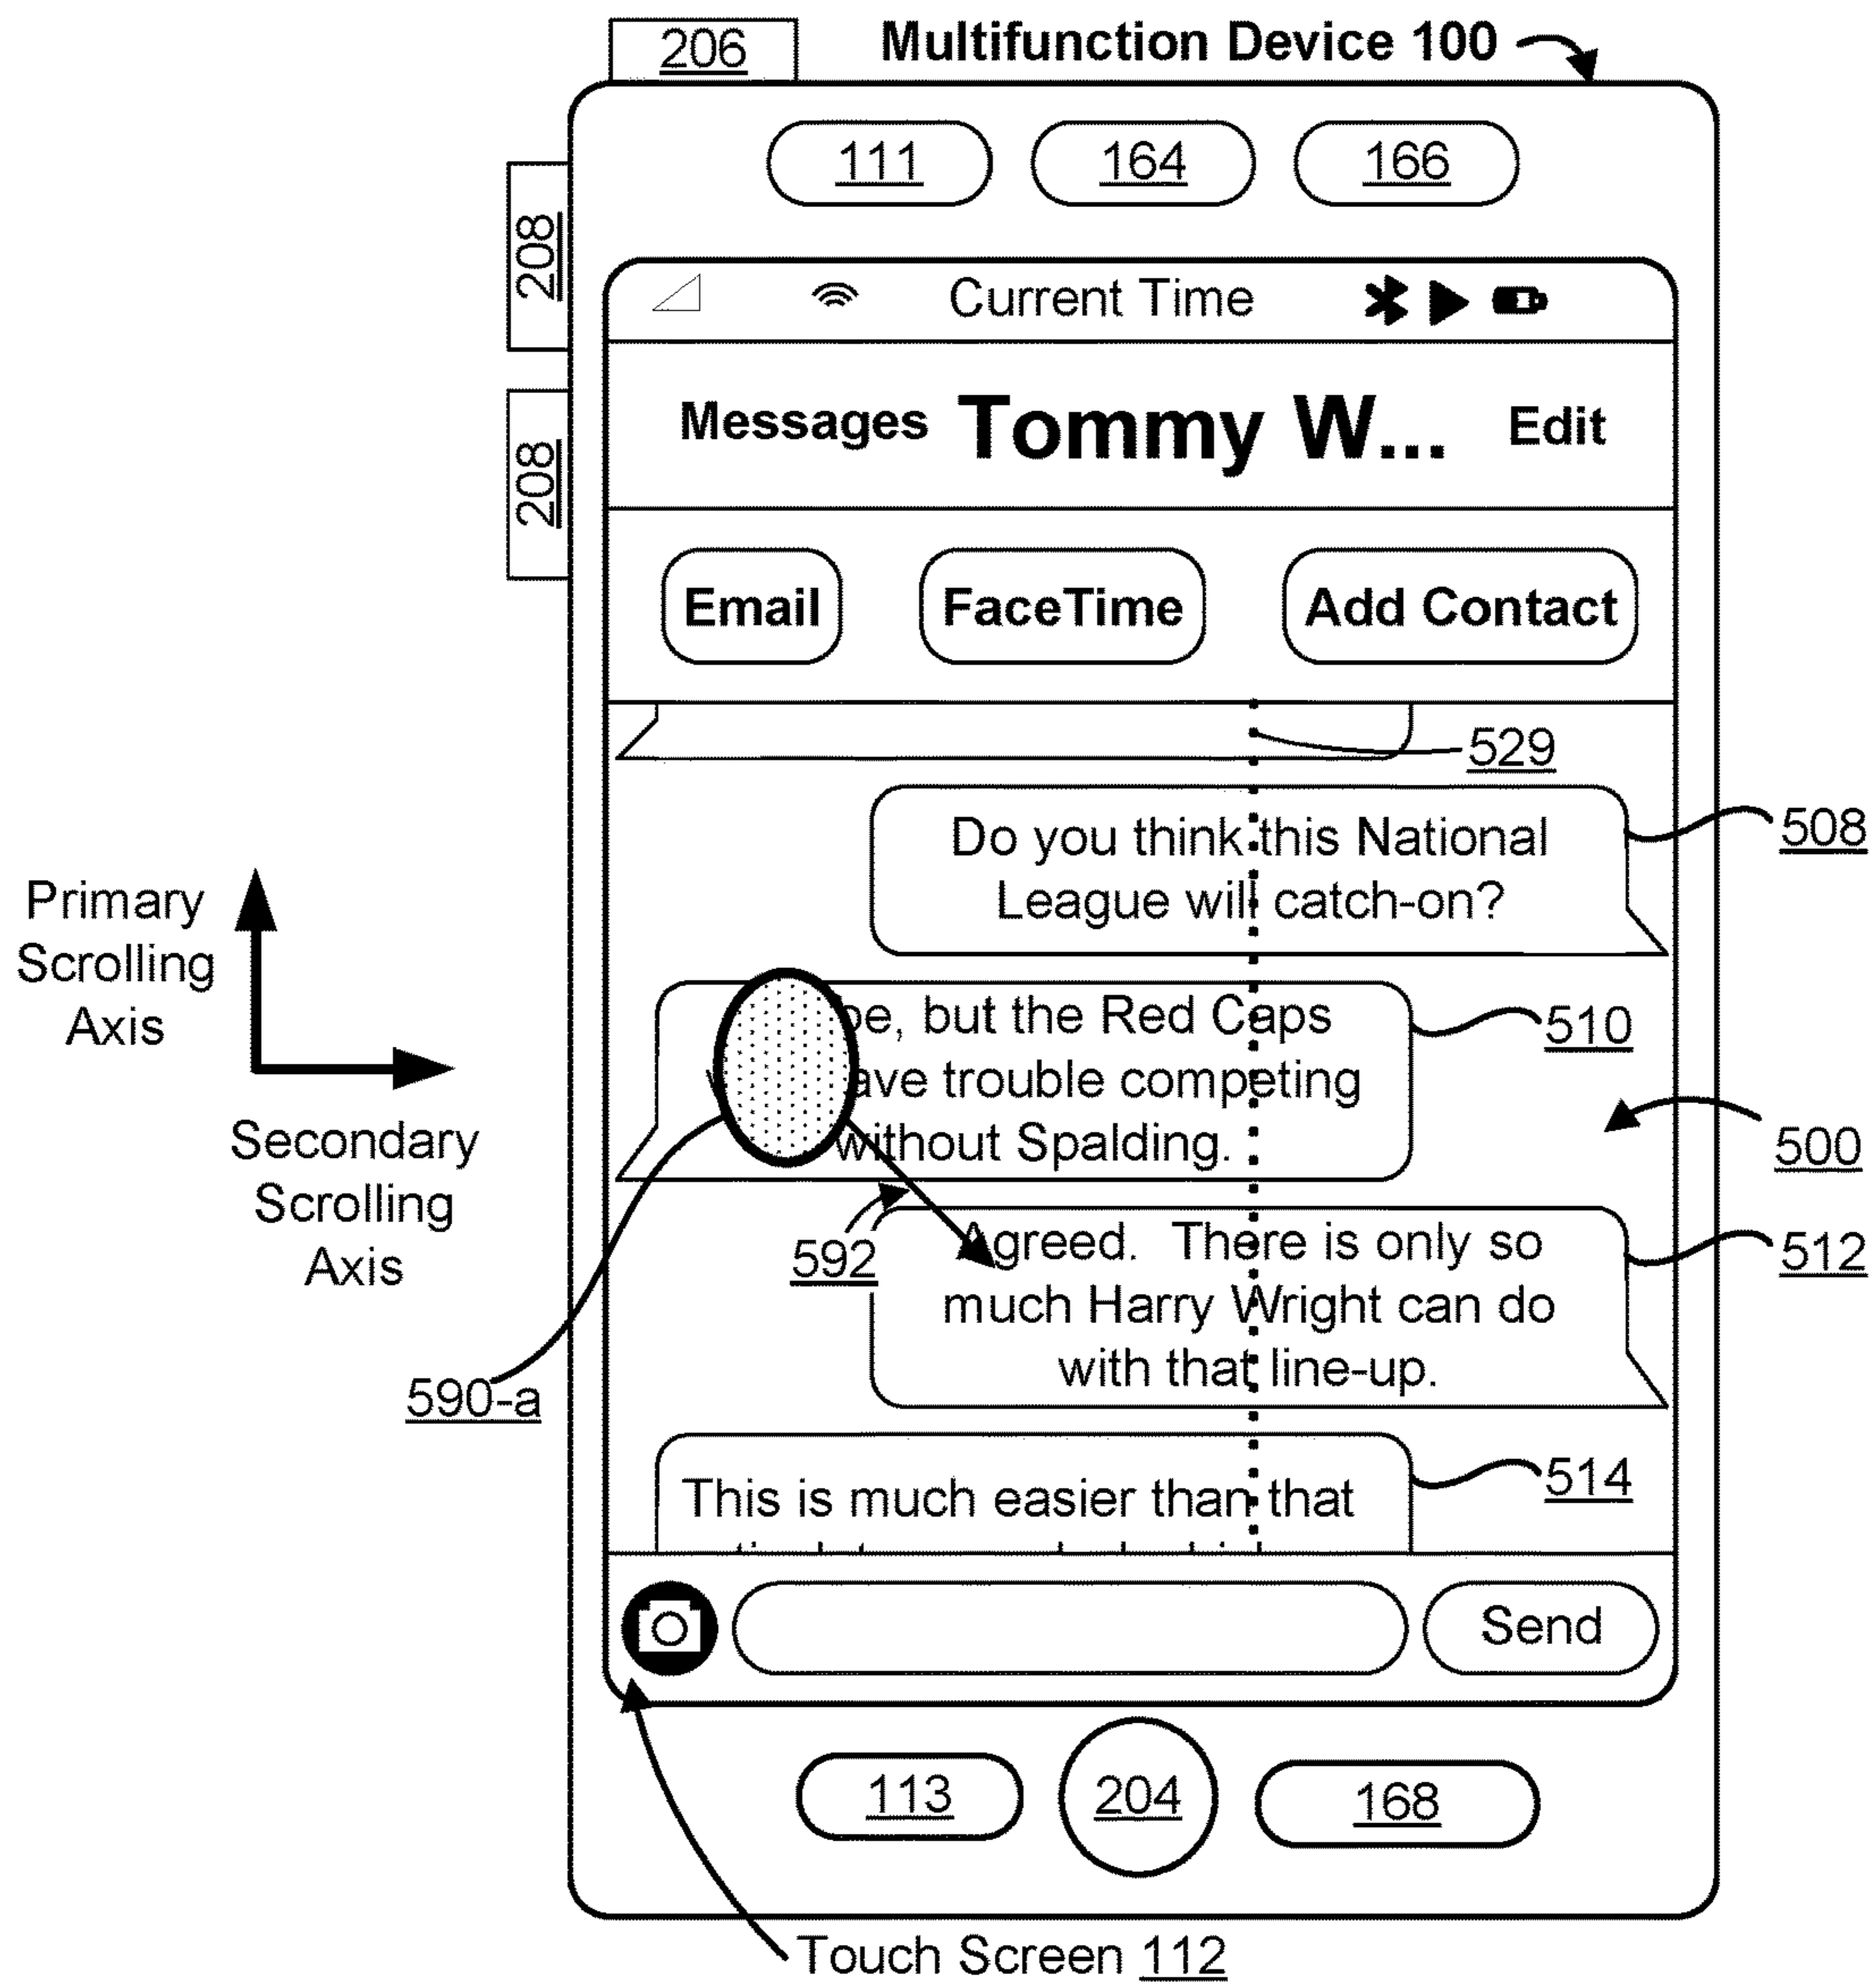 206
Multifunction Device 100
111
164
166
208
208
Current Time
Messages
Tommy W...
Edit
Email
FaceTime
Add Contact
529
Do you think this National
League will catch-on?
508
Primary
Scrolling
Axis
Secondary
Scrolling
Axis
be, but the Red Caps
ave trouble competing
without Spalding.
510
500
592
Agreed. There is only so
much Harry Wright can do
with that line-up.
512
590-a
This is much easier than that
514
Send
113
204
168
Touch Screen 112